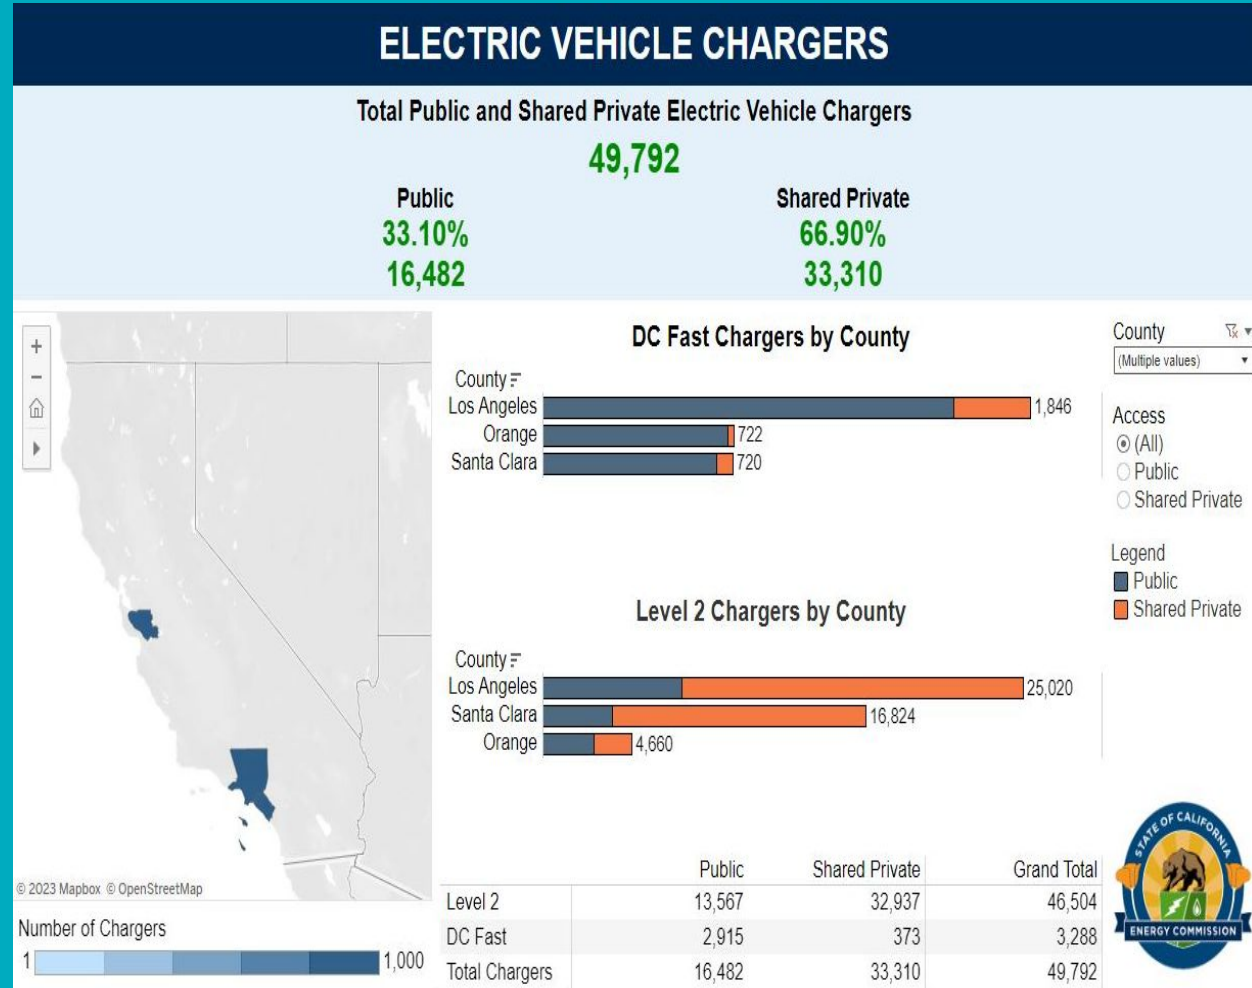 ELECTRIC VEHICLE CHARGERS
Total Public and Shared Private Electric Vehicle Chargers
49,792
Public Shared Private
33.10% 66.90%
16,482 33,310
+
−
© 2023 Mapbox © OpenStreetMap
Number of Chargers
1 1,000
DC Fast Chargers by County
County
Los Angeles 1,846
Orange 722
Santa Clara 720
Level 2 Chargers by County
County
Los Angeles 25,020
Santa Clara 16,824
Orange 4,660
County
(Multiple values)
Access
(All)
Public
Shared Private
Legend
Public
Shared Private
Public Shared Private Grand Total
Level 2 13,567 32,937 46,504
DC Fast 2,915 373 3,288
Total Chargers 16,482 33,310 49,792
STATE OF CALIFORNIA
ENERGY COMMISSION